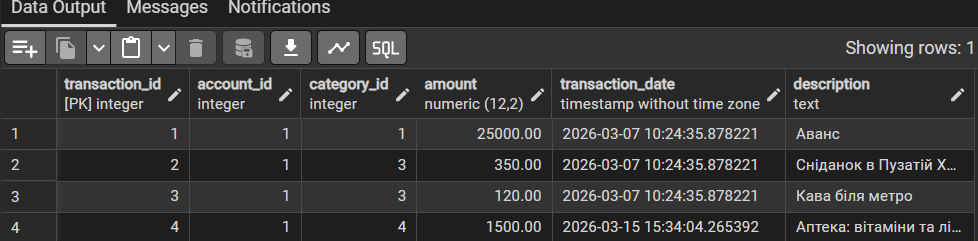 Data Output Messages Notifications
SQL Showing rows: 1
transaction_id account_id category_id amount transaction_date description
[PK] integer integer integer numeric (12,2) timestamp without time zone text
1 1 1 25000.00 2026-03-07 10:24:35.878221 Аванс
2 2 1 3 350.00 2026-03-07 10:24:35.878221 Сніданок в Пузатій Х...
3 3 1 3 120.00 2026-03-07 10:24:35.878221 Кава біля метро
4 4 1 4 1500.00 2026-03-15 15:34:04.265392 Аптека: вітаміни та лі...